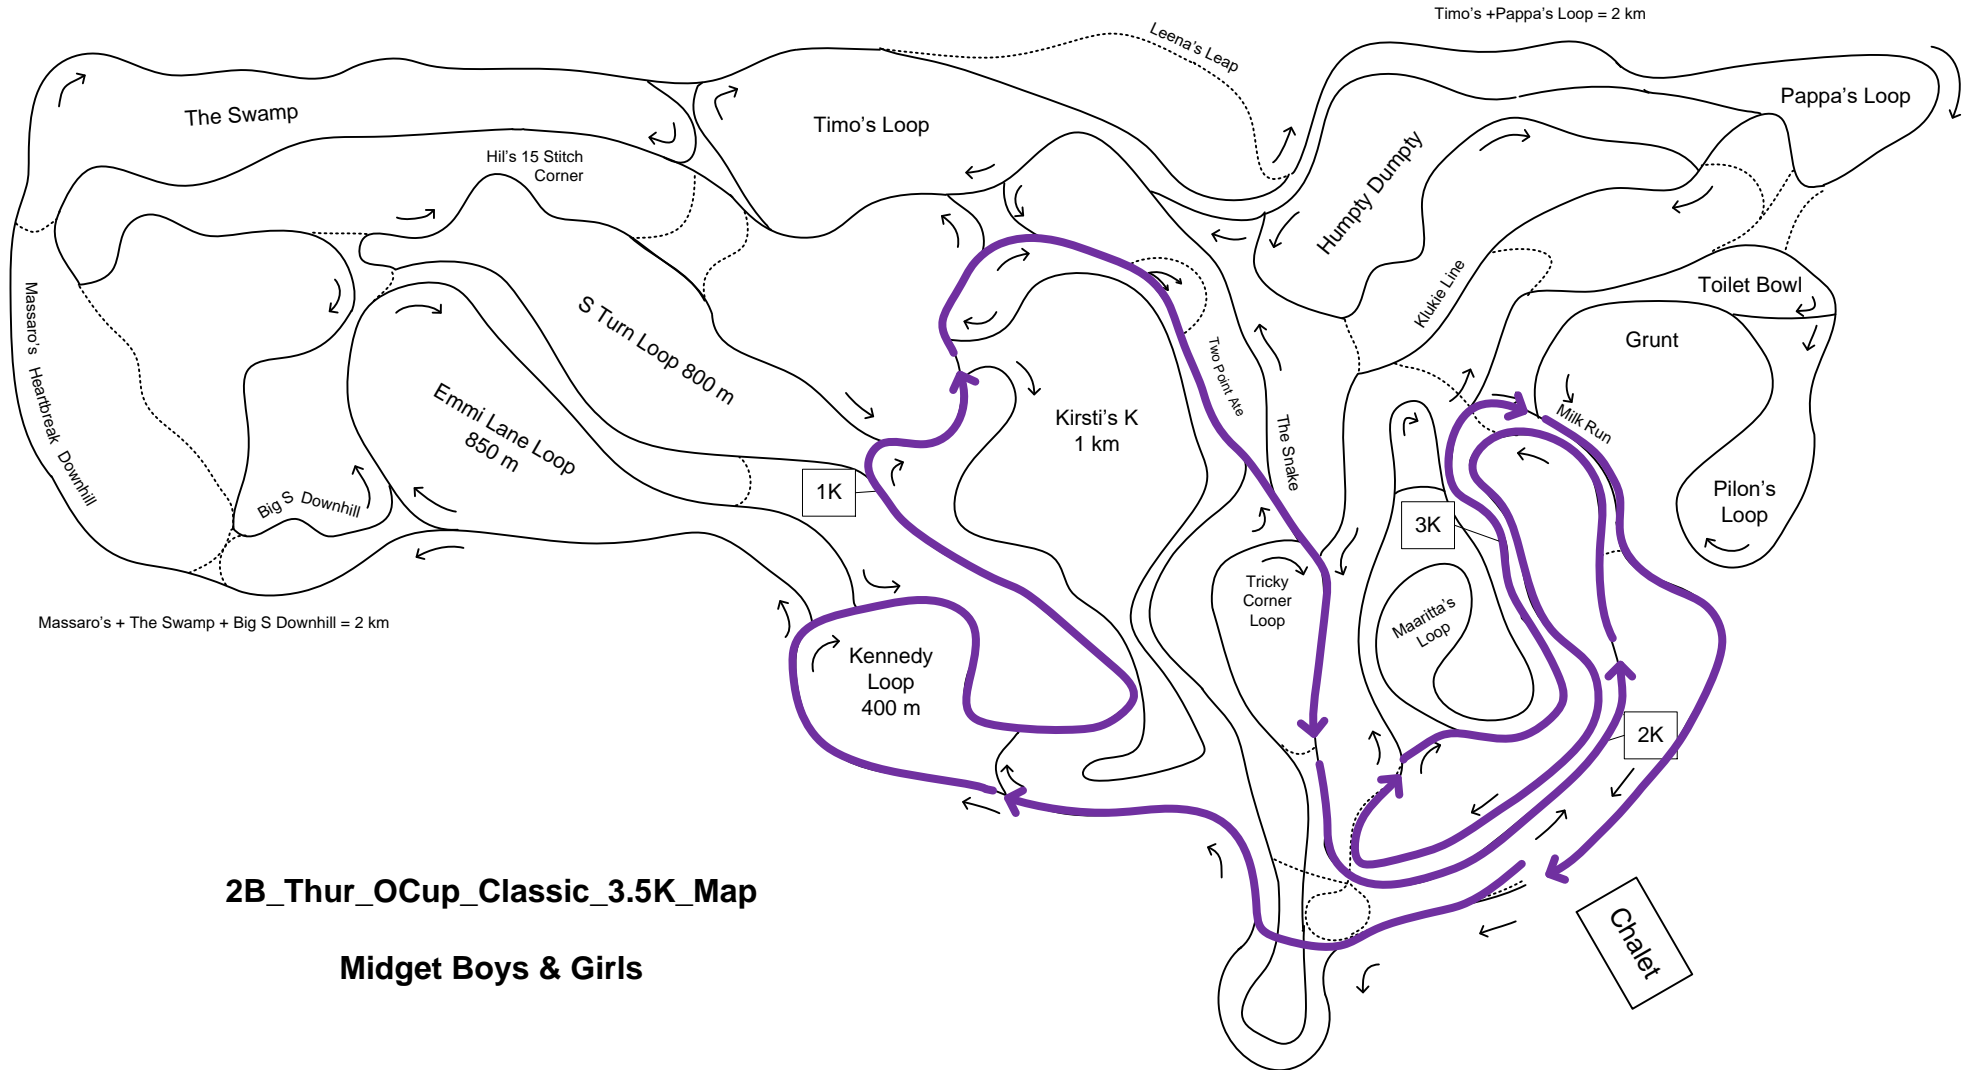 Timo's +Pappa's Loop = 2 km
Leena's Leap
The Swamp
Timo's Loop
Pappa's Loop
Hil's 15 Stitch
Corner
Humpty Dumpty
Klukie Line
Toilet Bowl
Grunt
Massaro's Heartbreak Downhill
S Turn Loop 800 m
Two Point Ate
Emmi Lane Loop
850 m
Kirsti's K
1 km
The Snake
Milk Run
1K
Big S Downhill
3K
Pilon's
Loop
Tricky
Corner
Loop
Maaritta's
Loop
Massaro's + The Swamp + Big S Downhill = 2 km
Kennedy
Loop
400 m
2K
2B_Thur_OCup_Classic_3.5K_Map
Midget Boys & Girls
Chalet